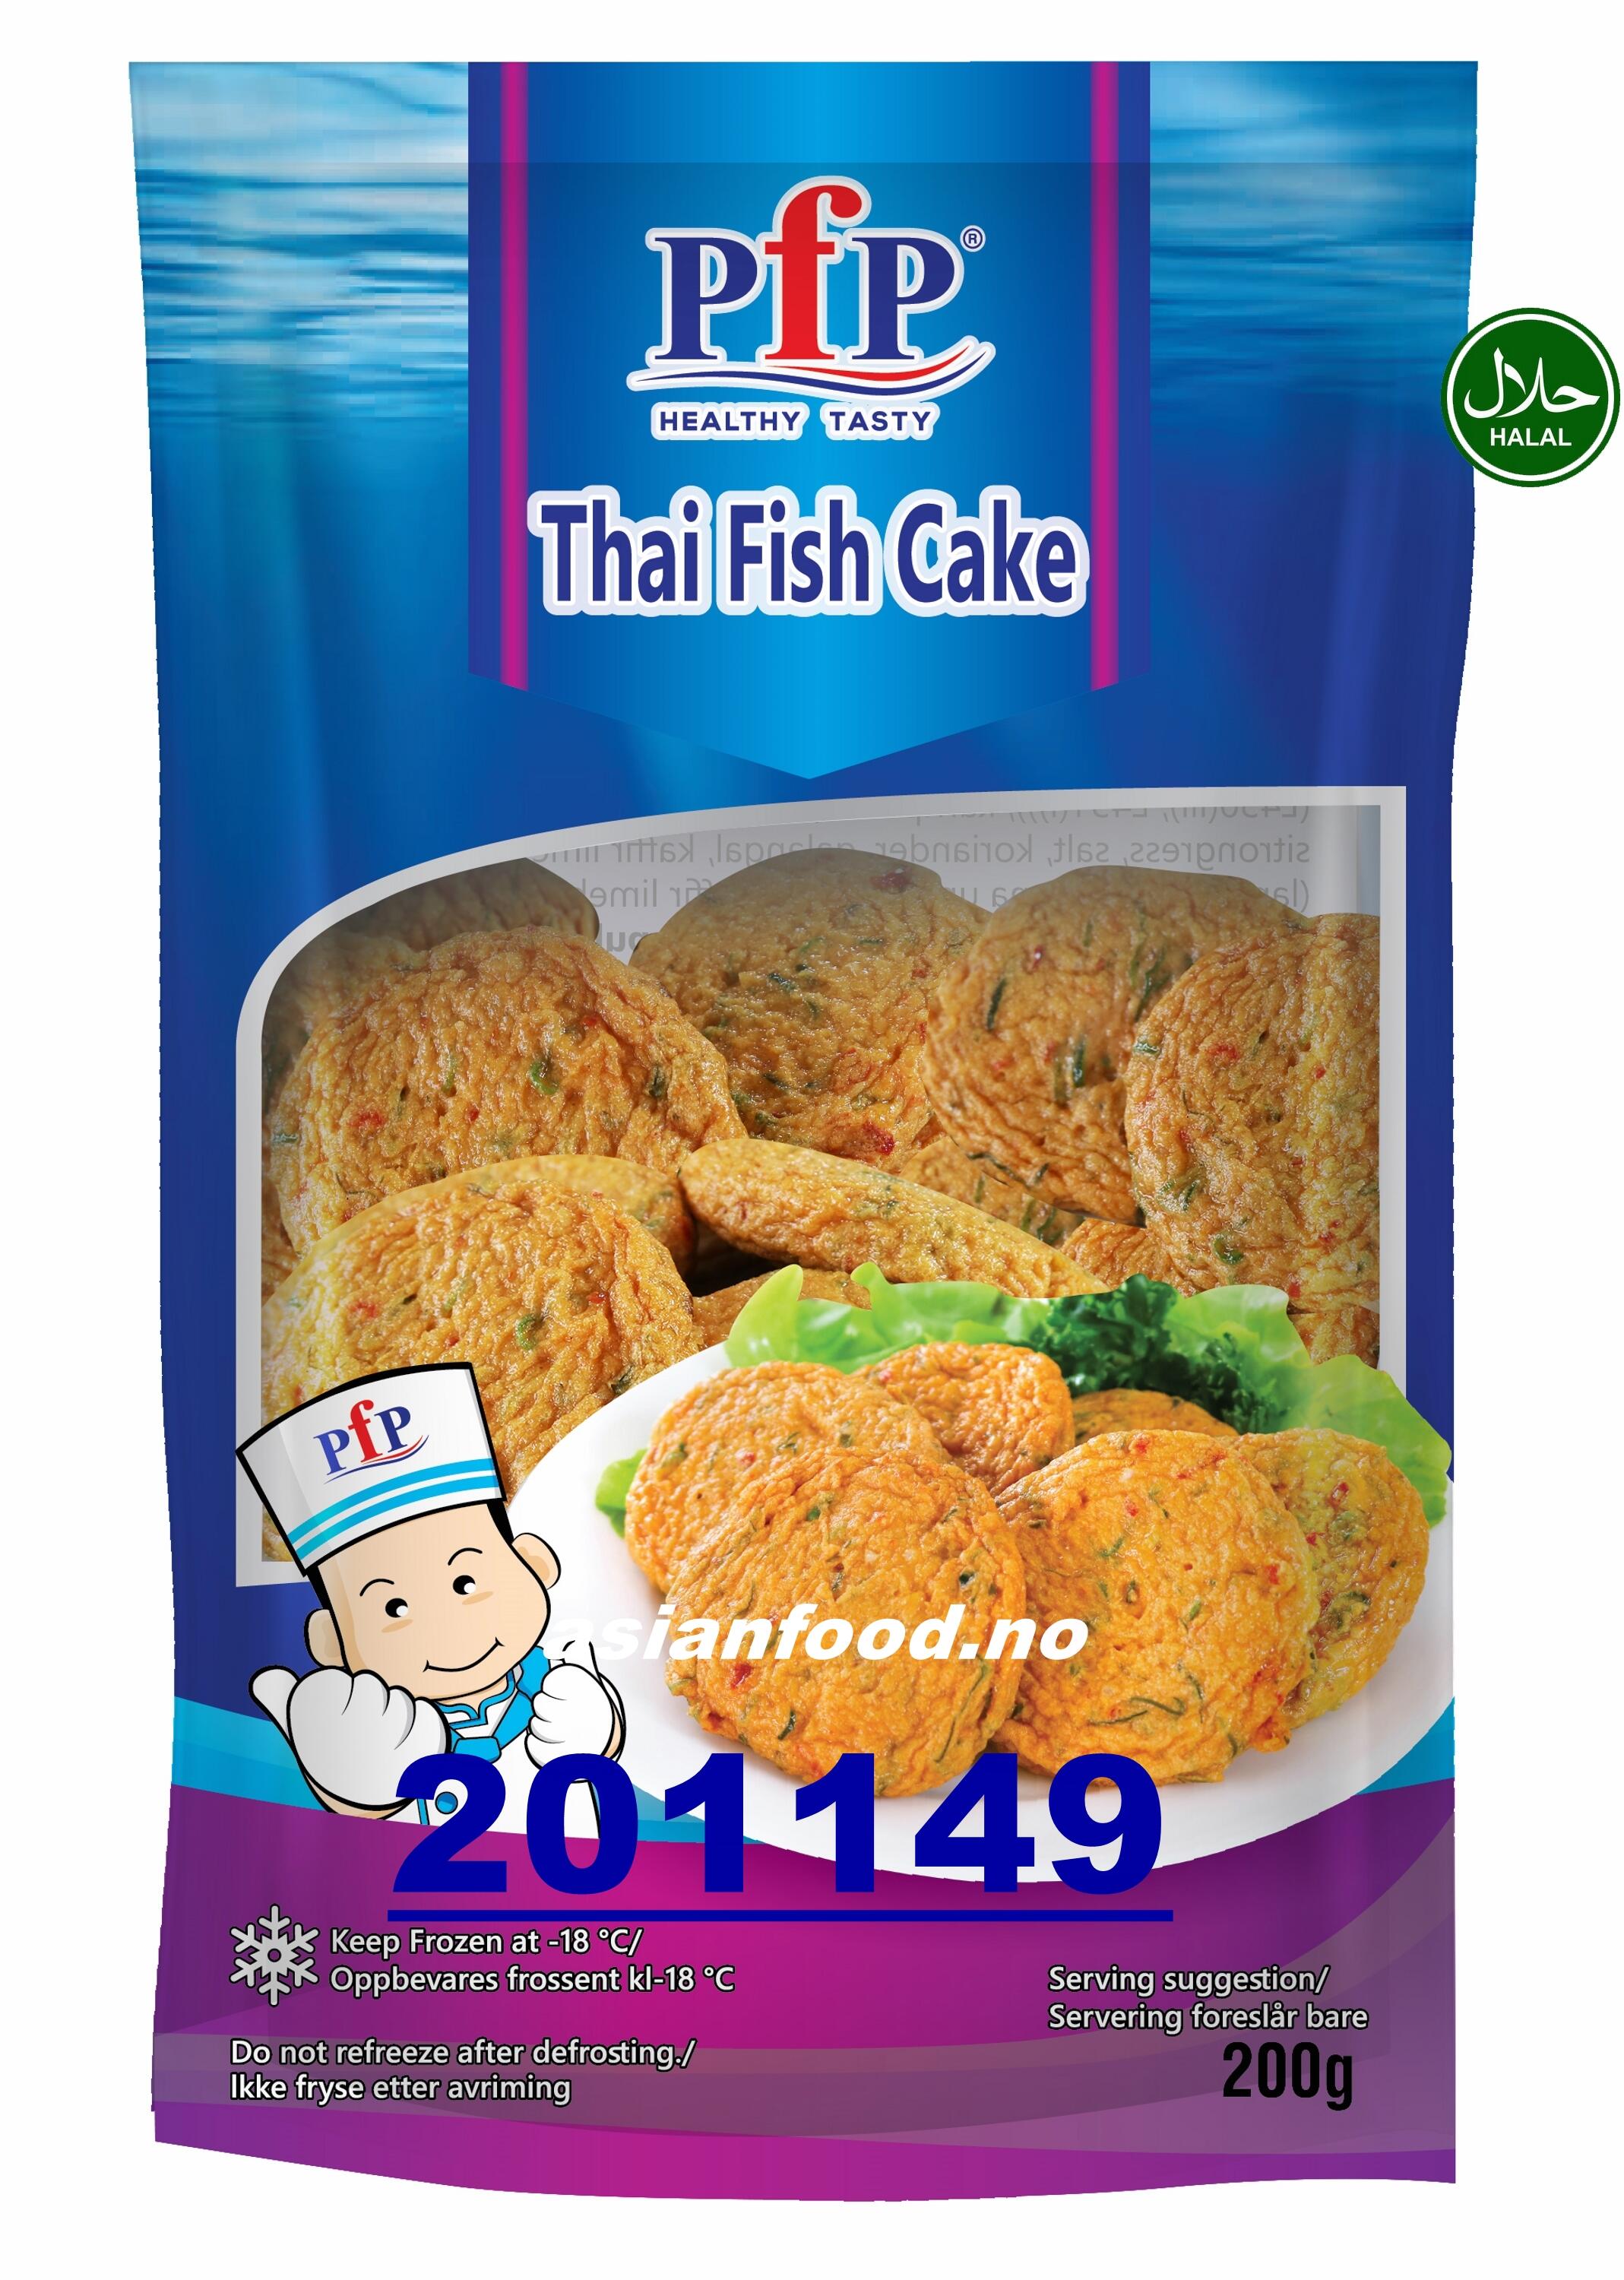 PfP®
HEALTHY TASTY
حلال
HALAL
Thai Fish Cake
sitrongress, salt, koriander, galangal, kaffir
PfP
asianfood.no
201149
Keep Frozen at -18 °C/
Oppbevares frossent kl-18 °C
Serving suggestion/
Servering foreslår bare
Do not refreeze after defrosting./
Ikke fryse etter avriming
200g